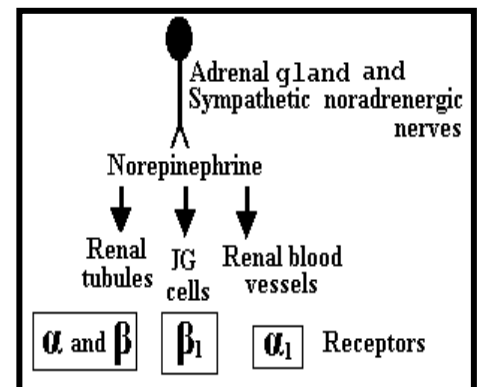 Adrenal gland and
Sympathetic noradrenergic
nerves
Norepinephrine
Renal tubules
JG cells
Renal blood vessels
α and β
β₁
α₁
Receptors